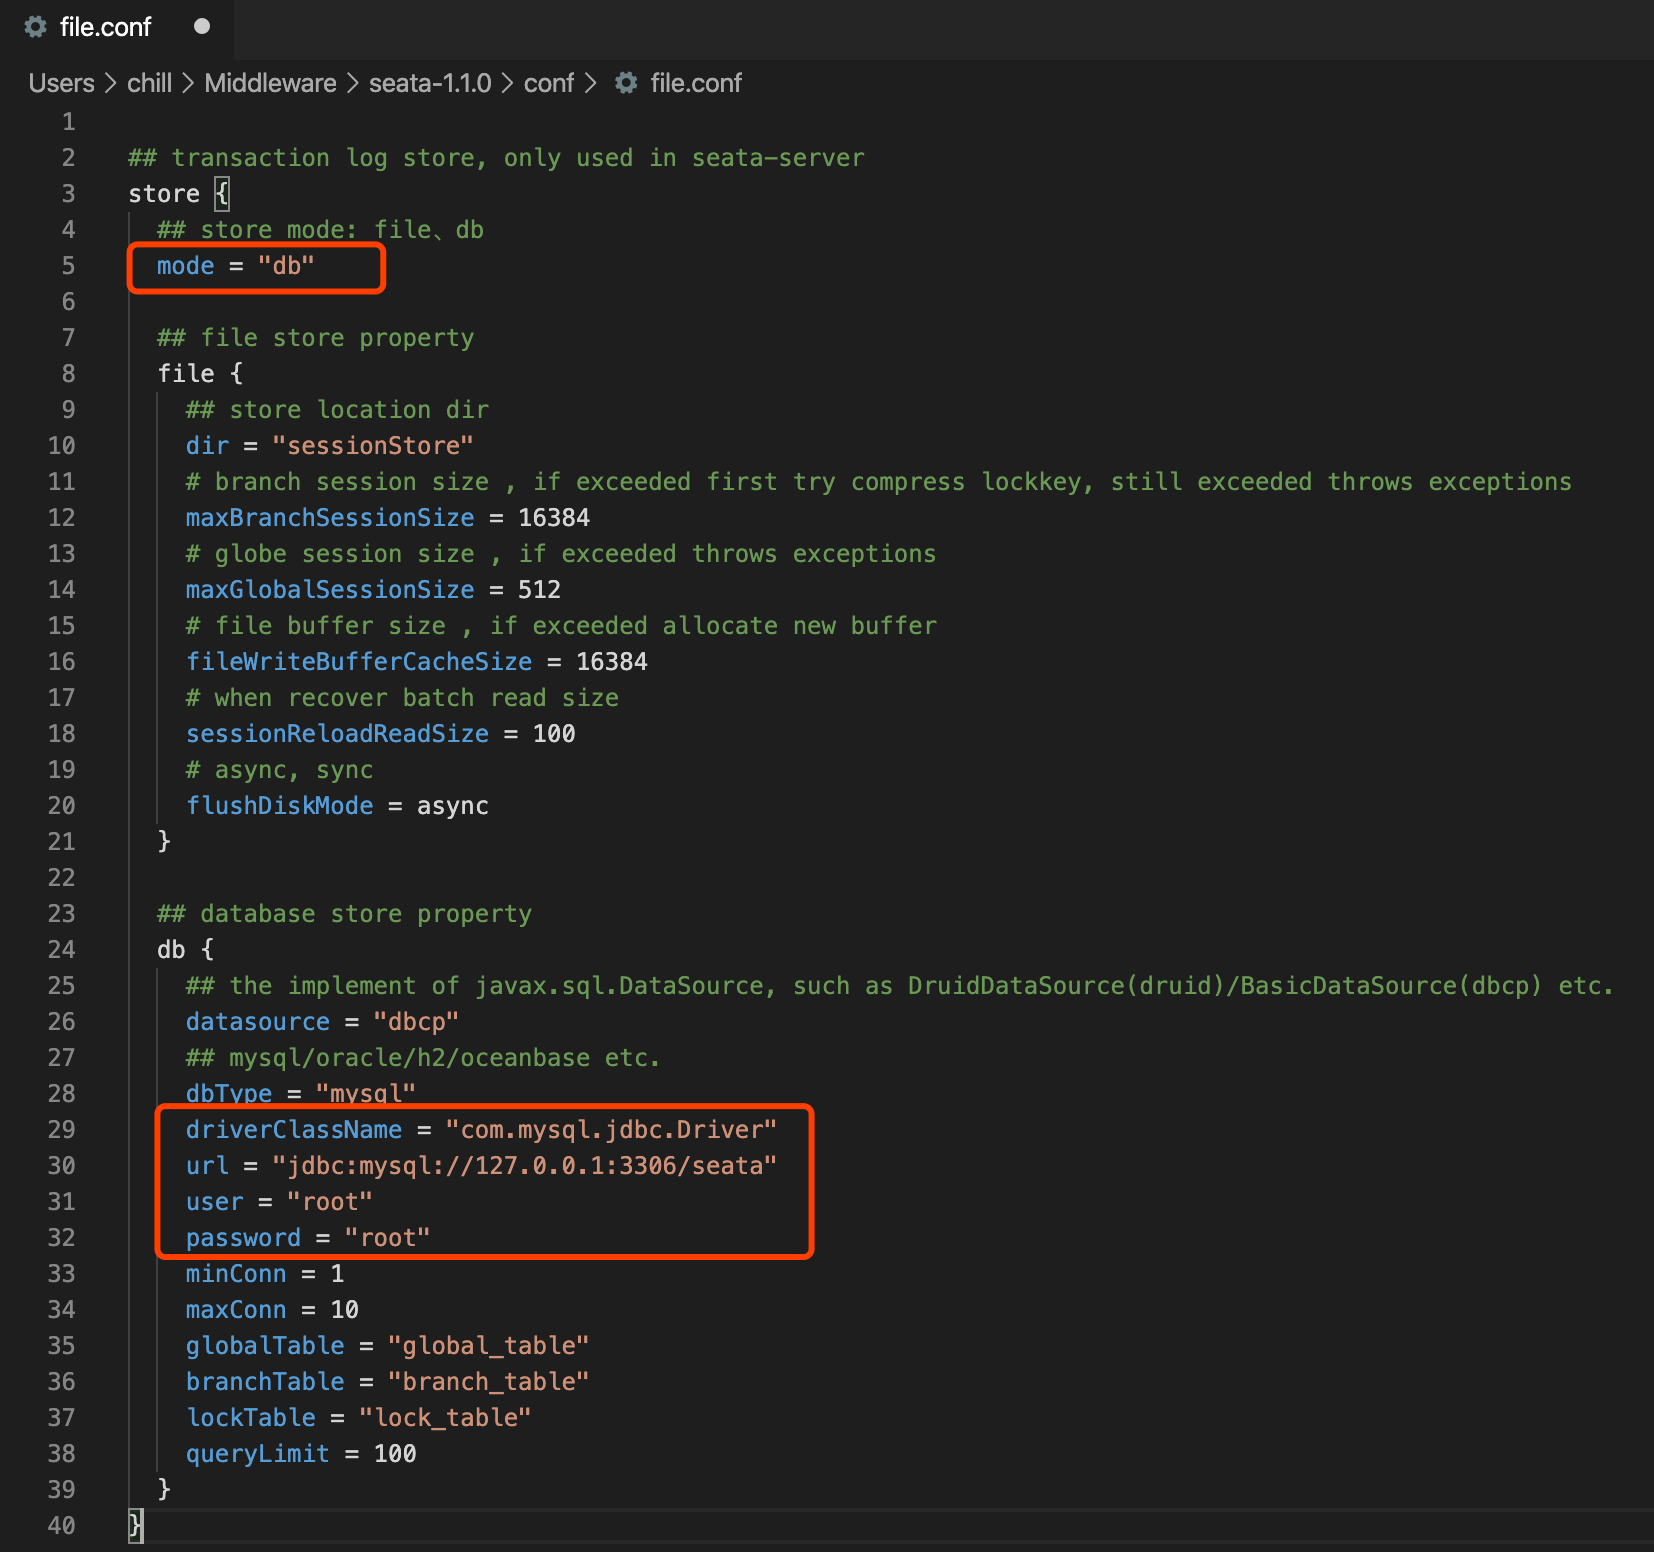 file.conf
Users > chill > Middleware > seata-1.1.0 > conf > file.conf
1
2 ## transaction log store, only used in seata-server
3 store {
4 ## store mode: file、db
5 mode = "db"
6
7 ## file store property
8 file {
9 ## store location dir
10 dir = "sessionStore"
11 # branch session size , if exceeded first try compress lockkey, still exceeded throws exceptions
12 maxBranchSessionSize = 16384
13 # globe session size , if exceeded throws exceptions
14 maxGlobalSessionSize = 512
15 # file buffer size , if exceeded allocate new buffer
16 fileWriteBufferCacheSize = 16384
17 # when recover batch read size
18 sessionReloadReadSize = 100
19 # async, sync
20 flushDiskMode = async
21 }
22
23 ## database store property
24 db {
25 ## the implement of javax.sql.DataSource, such as DruidDataSource(druid)/BasicDataSource(dbcp) etc.
26 datasource = "dbcp"
27 ## mysql/oracle/h2/oceanbase etc.
28 dbType = "mysql"
29 driverClassName = "com.mysql.jdbc.Driver"
30 url = "jdbc:mysql://127.0.0.1:3306/seata"
31 user = "root"
32 password = "root"
33 minConn = 1
34 maxConn = 10
35 globalTable = "global_table"
36 branchTable = "branch_table"
37 lockTable = "lock_table"
38 queryLimit = 100
39 }
40 }